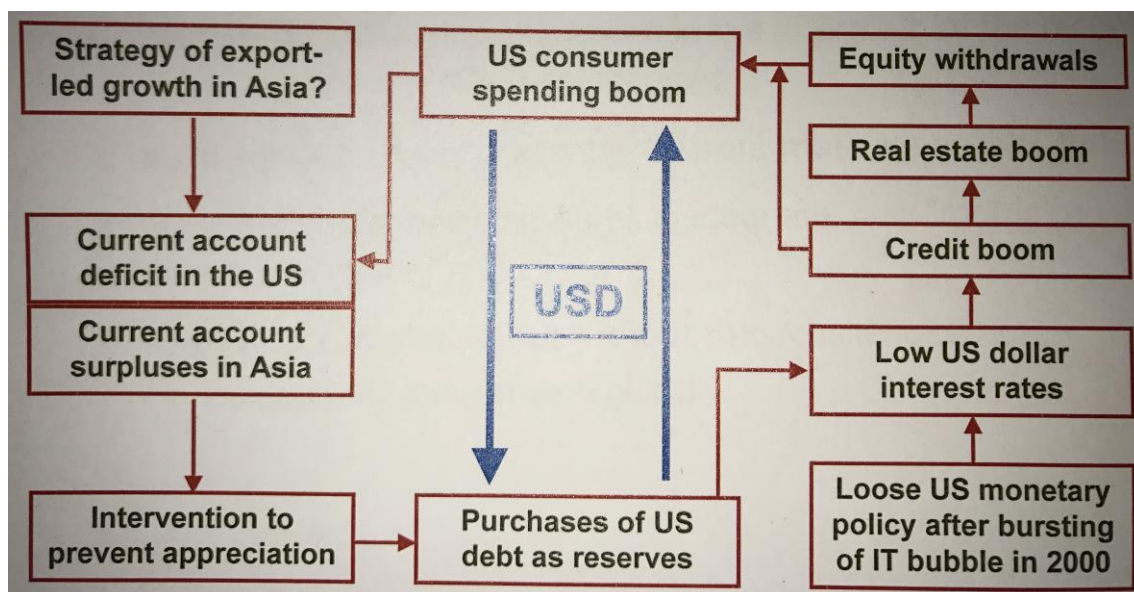 Strategy of export-
led growth in Asia?
US consumer
spending boom
Equity withdrawals
Real estate boom
Current account
deficit in the US
Credit boom
USD
Current account
surpluses in Asia
Low US dollar
interest rates
Intervention to
prevent appreciation
Purchases of US
debt as reserves
Loose US monetary
policy after bursting
of IT bubble in 2000